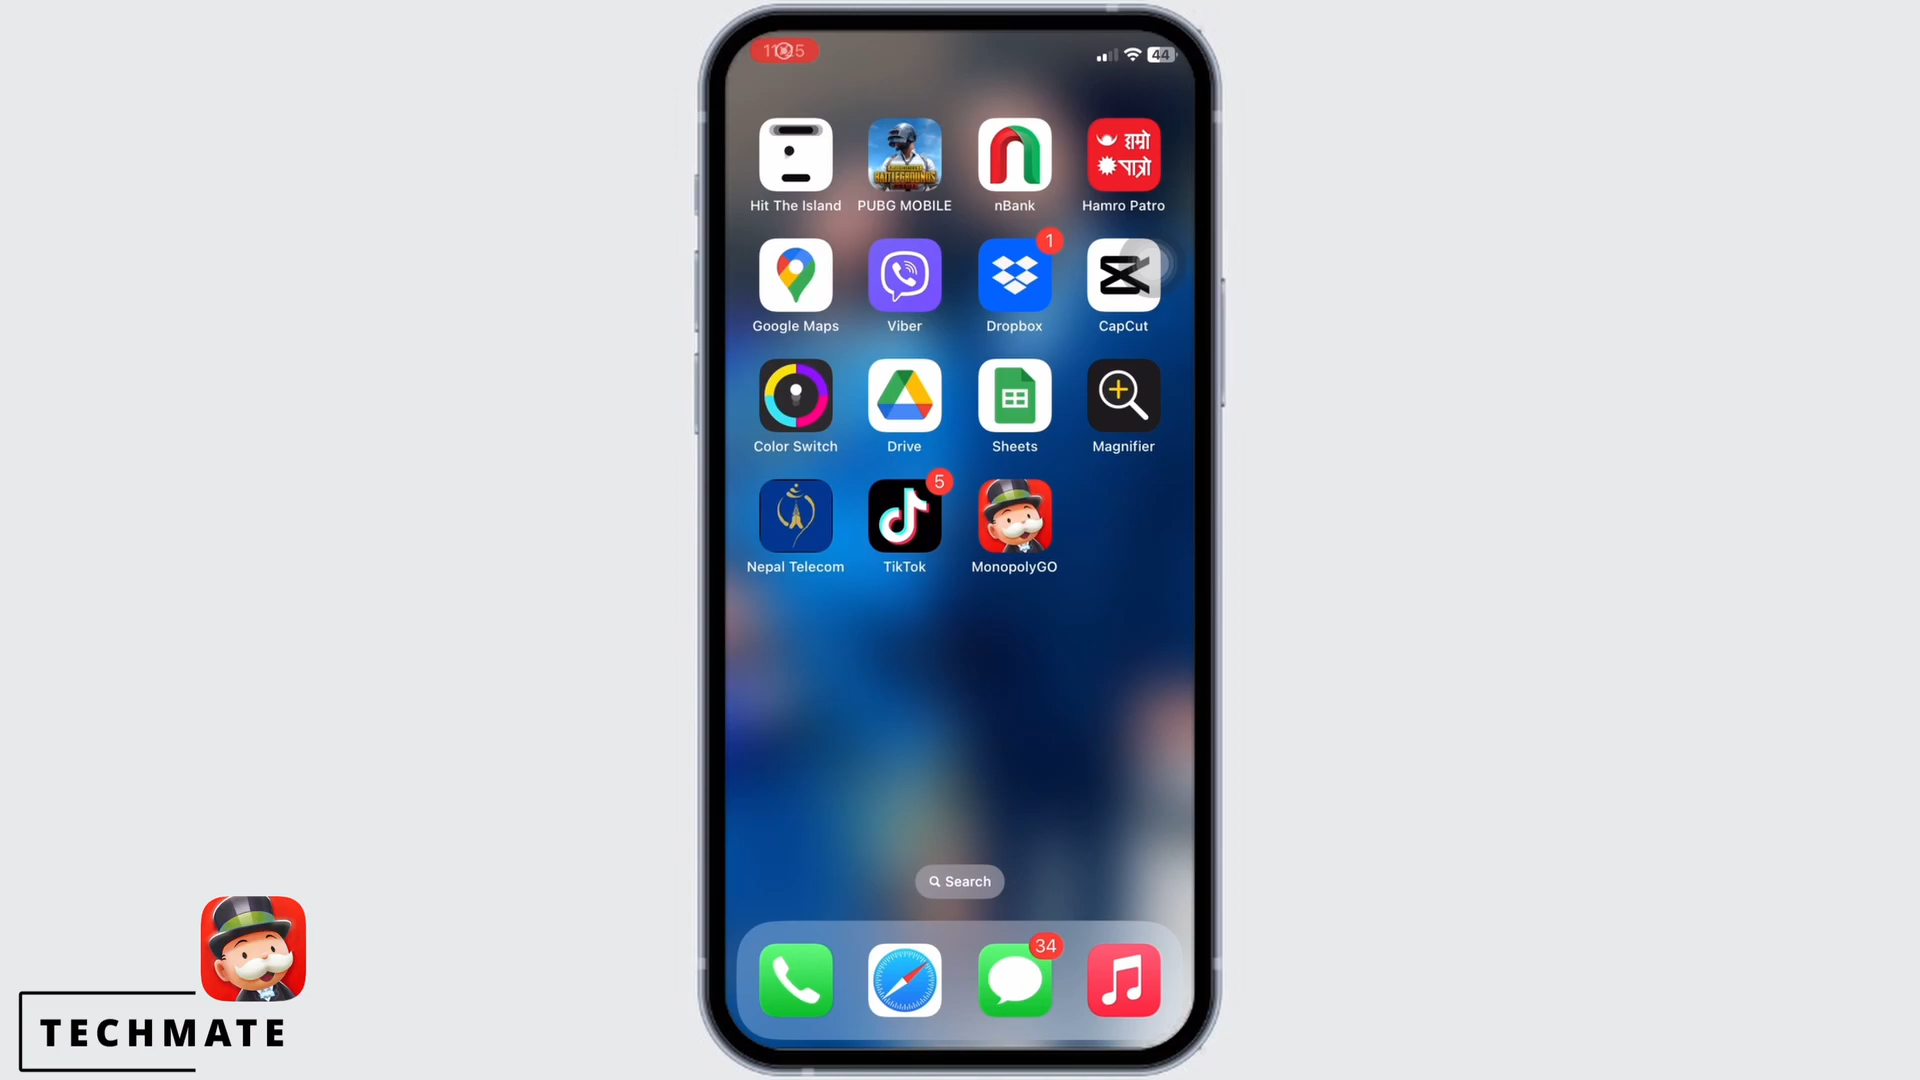 44
Hit The Island PUBG MOBILE nBank Hamro Patro
हाम्रो
पात्रो
BATTLEGROUNDS
1
Google Maps Viber Dropbox CapCut
Color Switch Drive Sheets Magnifier
5
Nepal Telecom TikTok MonopolyGO
Search
34
TECHMATE